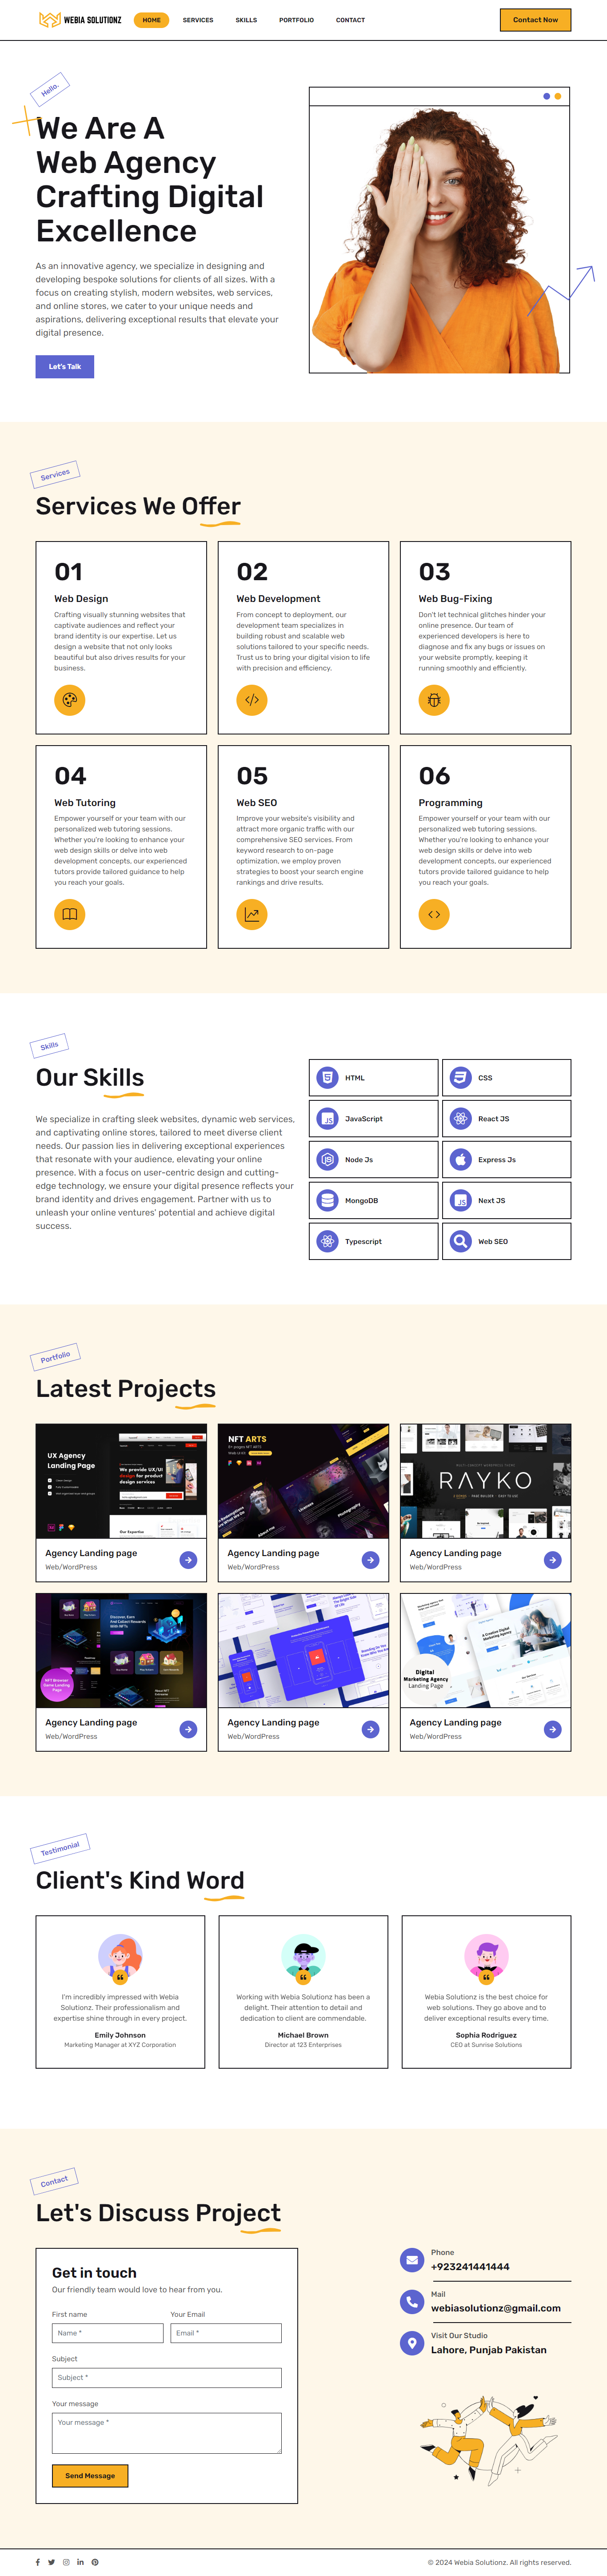 WEBIA SOLUTIONZ
HOME
SERVICES
SKILLS
PORTFOLIO
CONTACT
Contact Now
Hello.
We Are A
Web Agency
Crafting Digital
Excellence
As an innovative agency, we specialize in designing and
developing bespoke solutions for clients of all sizes. With a
focus on creating stylish, modern websites, web services,
and online stores, we cater to your unique needs and
aspirations, delivering exceptional results that elevate your
digital presence.
Let's Talk
Services
Services We Offer
01
Web Design
Crafting visually stunning websites that
captivate audiences and reflect your
brand identity is our expertise. Let us
design a website that not only looks
beautiful but also drives results for your
business.
02
Web Development
From concept to deployment, our
development team specializes in
building robust and scalable web
solutions tailored to your specific needs.
Trust us to bring your digital vision to life
with precision and efficiency.
03
Web Bug-Fixing
Don't let technical glitches hinder your
online presence. Our team of
experienced developers is here to
diagnose and fix any bugs or issues on
your website promptly, keeping it
running smoothly and efficiently.
04
Web Tutoring
Empower yourself or your team with our
personalized web tutoring sessions.
Whether you're looking to enhance your
web design skills or delve into web
development concepts, our experienced
tutors provide tailored guidance to help
you reach your goals.
05
Web SEO
Improve your website's visibility and
attract more organic traffic with our
comprehensive SEO services. From
keyword research to on-page
optimization, we employ proven
strategies to boost your search engine
rankings and drive results.
06
Programming
Empower yourself or your team with our
personalized web tutoring sessions.
Whether you're looking to enhance your
web design skills or delve into web
development concepts, our experienced
tutors provide tailored guidance to help
you reach your goals.
Skills
Our Skills
We specialize in crafting sleek websites, dynamic web services,
and captivating online stores, tailored to meet diverse client
needs. Our passion lies in delivering exceptional experiences
that resonate with your audience, elevating your online
presence. With a focus on user-centric design and cutting-
edge technology, we ensure your digital presence reflects your
brand identity and drives engagement. Partner with us to
unleash your online ventures' potential and achieve digital
success.
HTML
CSS
JavaScript
React JS
Node Js
Express Js
MongoDB
Next JS
Typescript
Web SEO
Portfolio
Latest Projects
UX Agency
Landing Page
We provide UX/UI
design for product
design services
Our Expertise
Agency Landing page
Web/WordPress
NFT ARTS
About me
Licenses
Photography
Agency Landing page
Web/WordPress
RAYKO
Agency Landing page
Web/WordPress
Discover, Earn
And Collect Rewards
With NFTs
NFT Browser
Game Landing
Page
Agency Landing page
Web/WordPress
Agency Landing page
Web/WordPress
A Creative Digital
Marketing Agency
Digital
Marketing Agency
Landing Page
Agency Landing page
Web/WordPress
Testimonial
Client's Kind Word
I'm incredibly impressed with Webia
Solutionz. Their professionalism and
expertise shine through in every project.
Emily Johnson
Marketing Manager at XYZ Corporation
Working with Webia Solutionz has been a
delight. Their attention to detail and
dedication to client are commendable.
Michael Brown
Director at 123 Enterprises
Webia Solutionz is the best choice for
web solutions. They go above and to
deliver exceptional results every time.
Sophia Rodriguez
CEO at Sunrise Solutions
Contact
Let's Discuss Project
Get in touch
Our friendly team would love to hear from you.
First name
Your Email
Name *
Email *
Subject
Subject *
Your message
Your message *
Send Message
Phone
+923241441444
Mail
webiasolutionz@gmail.com
Visit Our Studio
Lahore, Punjab Pakistan
© 2024 Webia Solutionz. All rights reserved.